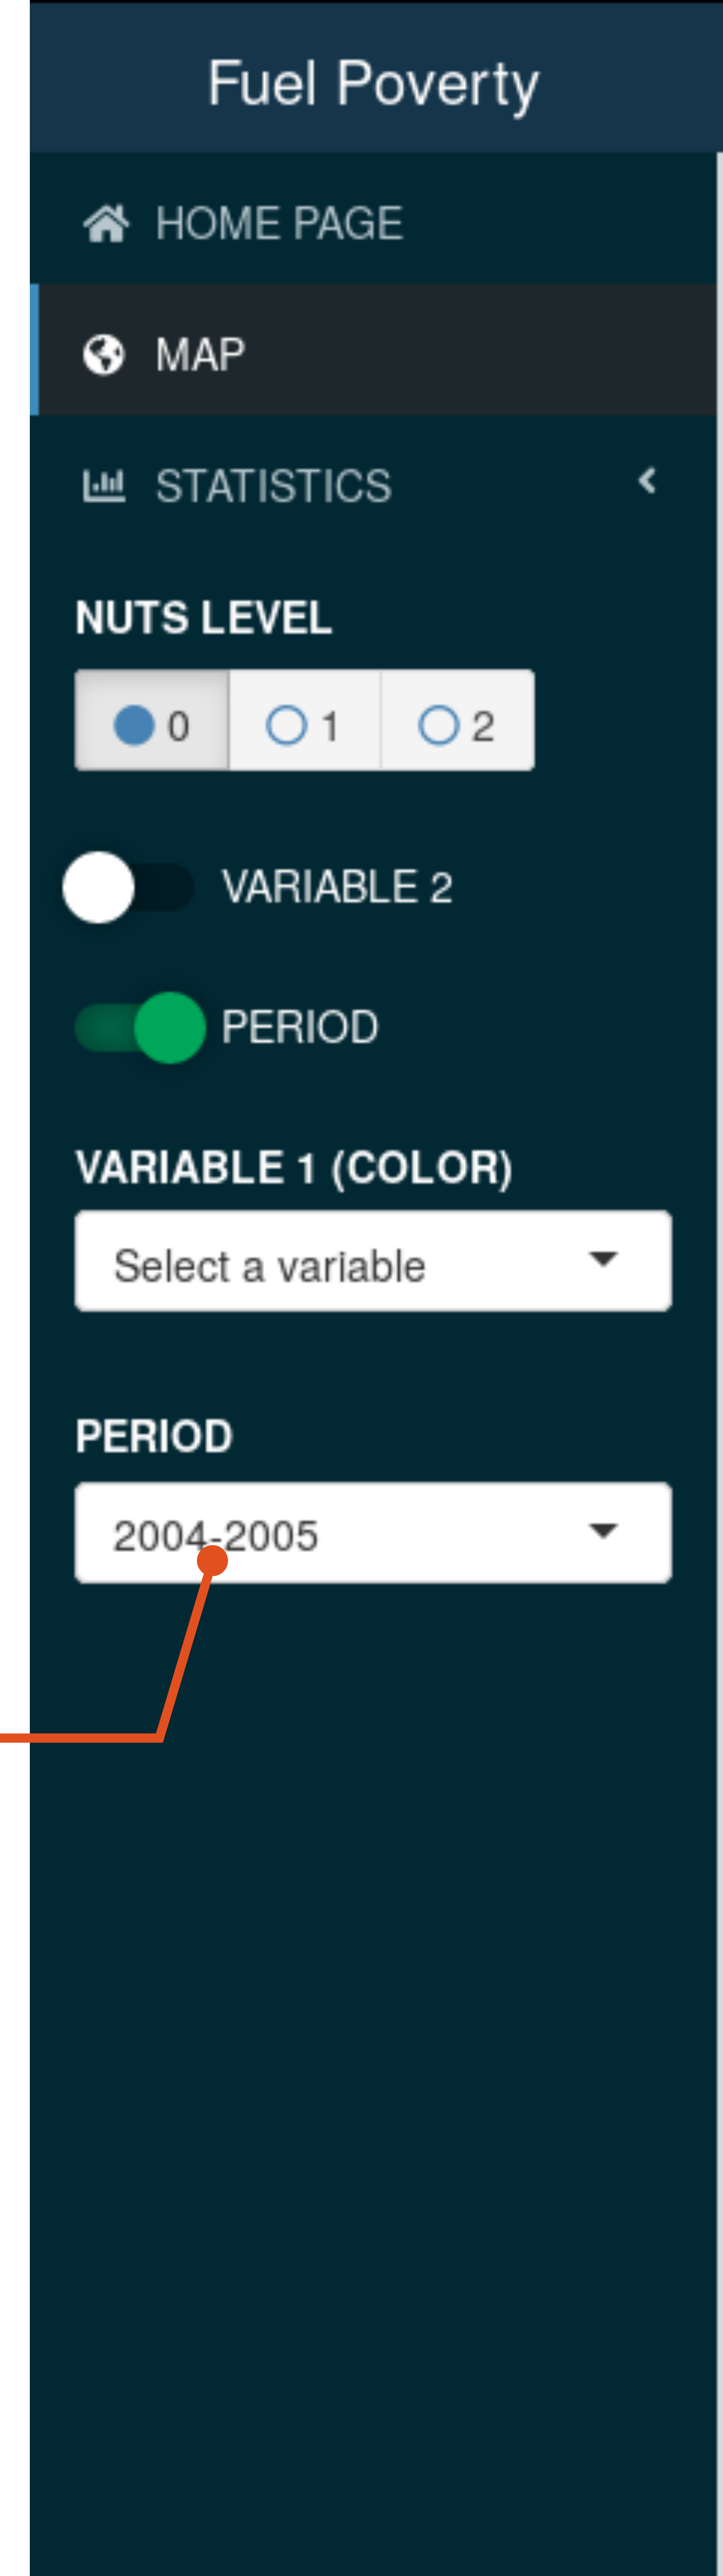 Fuel Poverty
HOME PAGE
MAP
STATISTICS
NUTS LEVEL
0 1 2
VARIABLE 2
PERIOD
VARIABLE 1 (COLOR)
Select a variable
PERIOD
2004-2005